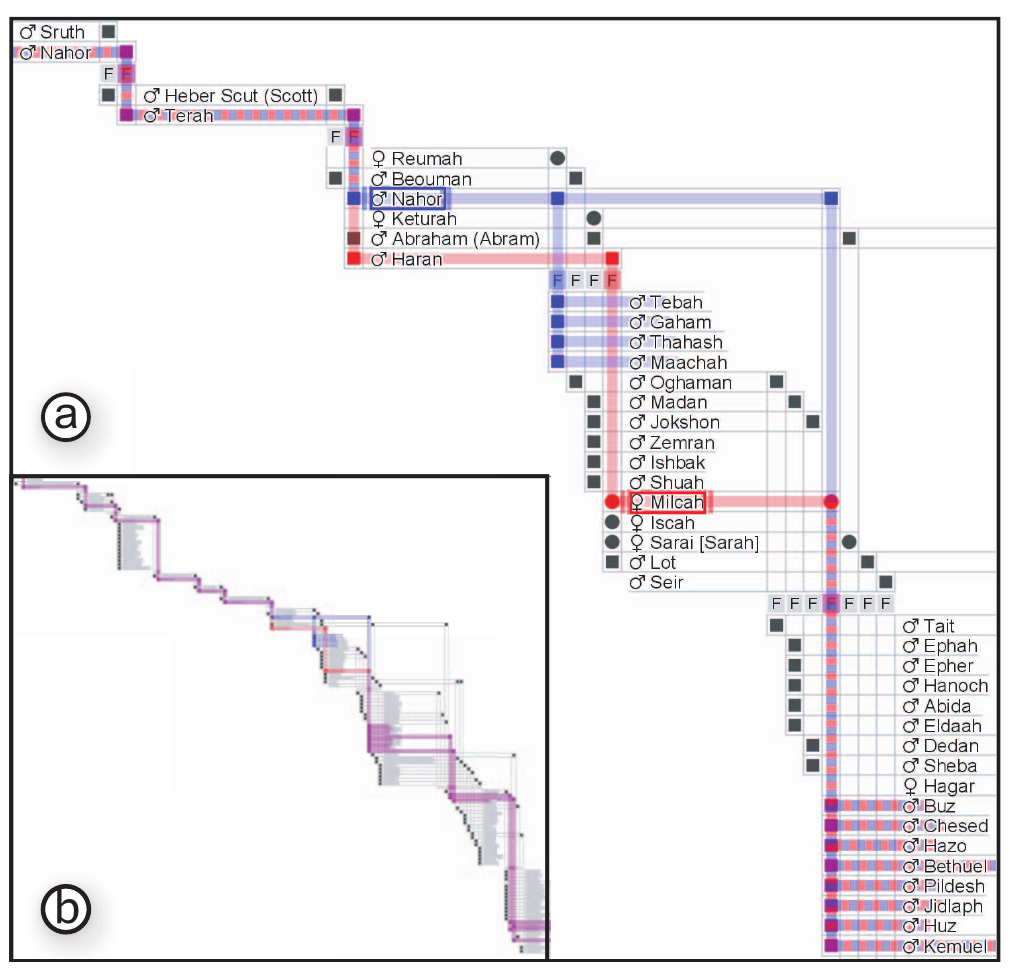 ♂ Sruth
♂ Nahor
F F
♂ Heber Scut (Scott)
♂ Terah
F F
♀ Reumah
♂ Beouman
♂ Nahor
♀ Keturah
♂ Abraham (Abram)
♂ Haran
F F F F
♂ Tebah
♂ Gaham
♂ Thahash
♂ Maachah
♂ Oghaman
♂ Madan
♂ Jokshon
♂ Zemran
♂ Ishbak
♂ Shuah
♀ Milcah
♀ Iscah
♀ Sarai [Sarah]
♂ Lot
♂ Seir
F F F F F F F
♂ Tait
♂ Ephah
♂ Epher
♂ Hanoch
♂ Abida
♂ Eldaah
♂ Dedan
♂ Sheba
♀ Hagar
♂ Buz
♂ Chesed
♂ Hazo
♂ Bethuel
♂ Pildesh
♂ Jidlaph
♂ Huz
♂ Kemuel
a
b